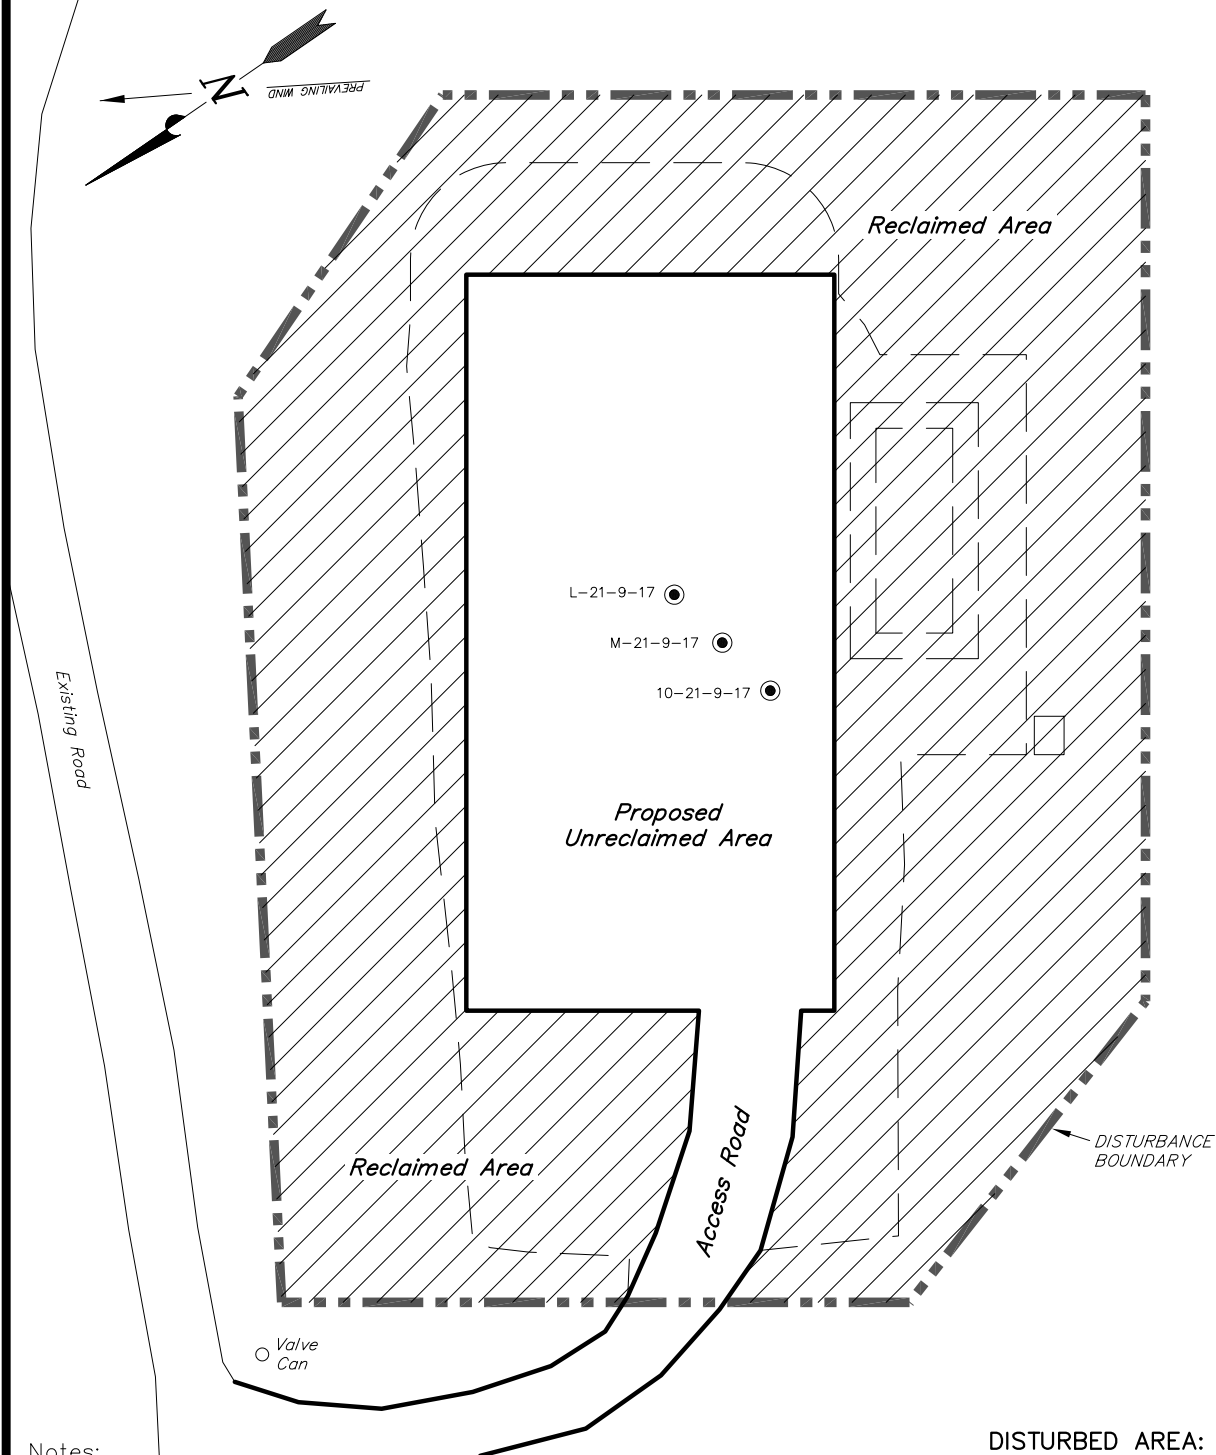 N
PREVAILING WIND
Reclaimed Area
L-21-9-17
M-21-9-17
10-21-9-17
Existing Road
Proposed
Unreclaimed Area
Access Road
DISTURBANCE
BOUNDARY
Reclaimed Area
Valve
Can
DISTURBED AREA:
Notes: